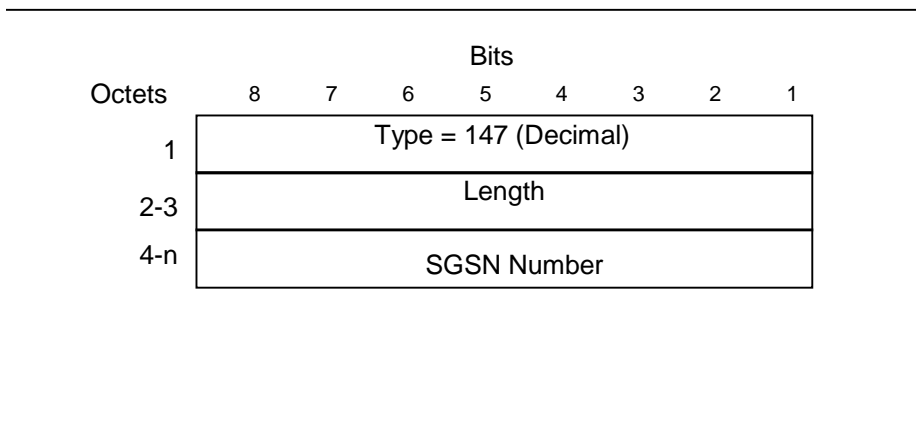 Bits
Octets 8 7 6 5 4 3 2 1
1 Type = 147 (Decimal)
2-3 Length
4-n SGSN Number